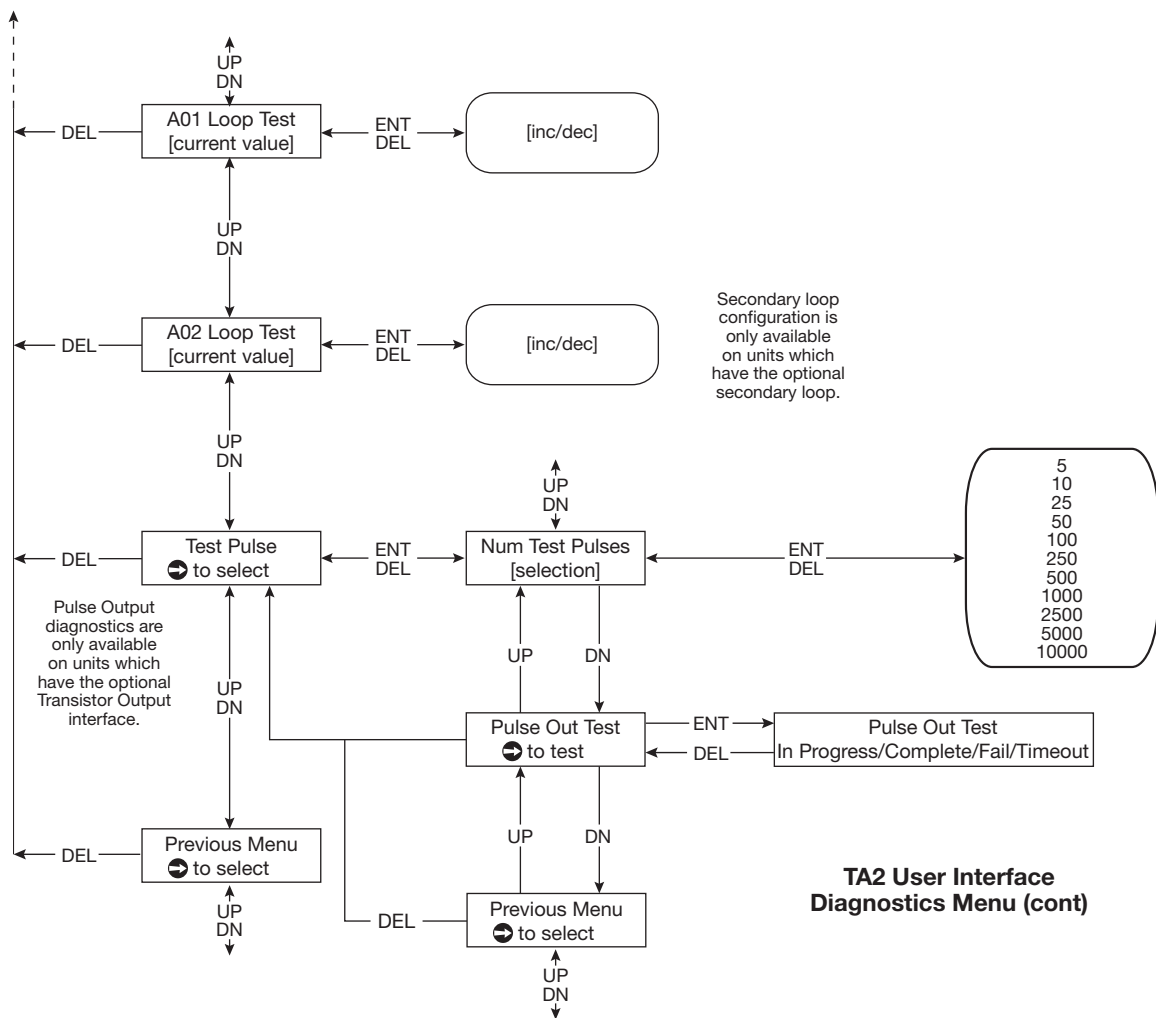 UP
DN
DEL
A01 Loop Test
[current value]
ENT
DEL
[inc/dec]
UP
DN
DEL
A02 Loop Test
[current value]
ENT
DEL
[inc/dec]
Secondary loop
configuration is
only available
on units which
have the optional
secondary loop.
UP
DN
UP
DN
DEL
Test Pulse
to select
ENT
DEL
Num Test Pulses
[selection]
ENT
DEL
5
10
25
50
100
250
500
1000
2500
5000
10000
Pulse Output
diagnostics are
only available
on units which
have the optional
Transistor Output
interface.
UP
DN
UP
DN
Pulse Out Test
to test
ENT
DEL
Pulse Out Test
In Progress/Complete/Fail/Timeout
UP
DN
DEL
Previous Menu
to select
UP
DN
DEL
Previous Menu
to select
UP
DN
TA2 User Interface
Diagnostics Menu (cont)